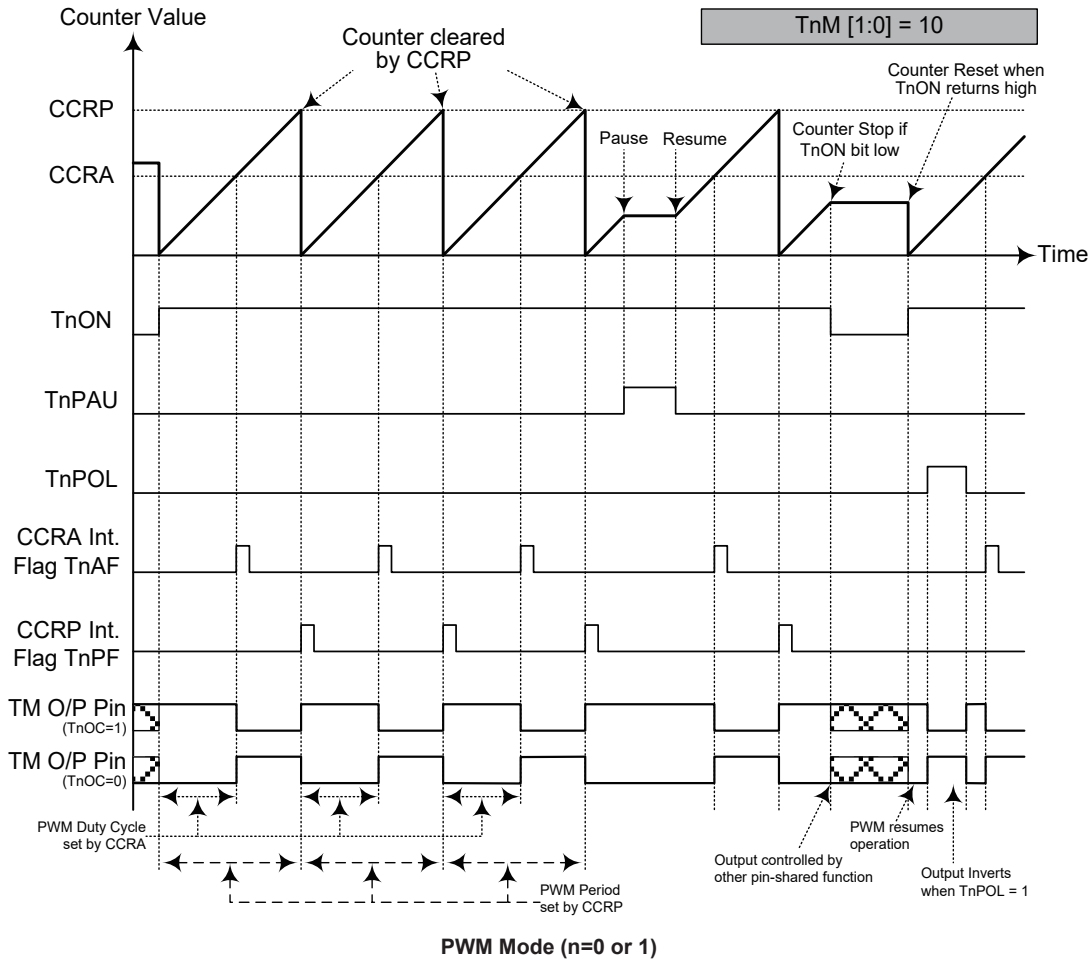 Counter Value
TnM [1:0] = 10
Counter cleared
by CCRP
Counter Reset when
TnON returns high
CCRP
Pause
Resume
Counter Stop if
TnON bit low
CCRA
Time
TnON
TnPAU
TnPOL
CCRA Int.
Flag TnAF
CCRP Int.
Flag TnPF
TM O/P Pin
(TnOC=1)
TM O/P Pin
(TnOC=0)
PWM Duty Cycle
set by CCRA
PWM resumes
operation
Output controlled by
other pin-shared function
Output Inverts
when TnPOL = 1
PWM Period
set by CCRP
PWM Mode (n=0 or 1)